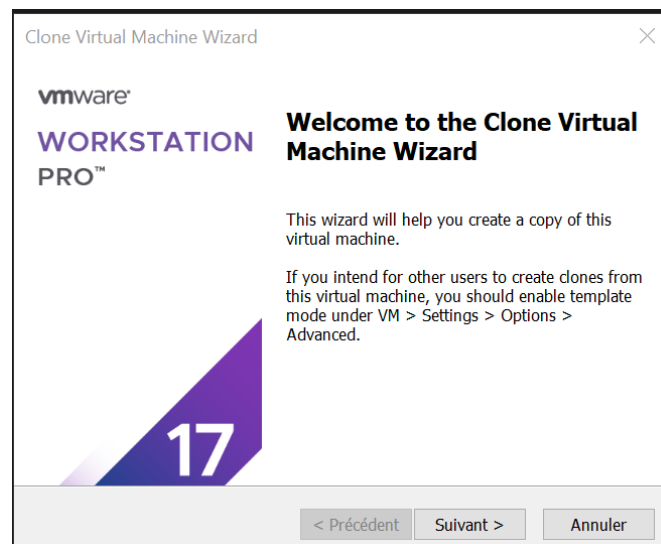 Clone Virtual Machine Wizard
vmware®
WORKSTATION
PRO™
17
Welcome to the Clone Virtual
Machine Wizard
This wizard will help you create a copy of this
virtual machine.
If you intend for other users to create clones from
this virtual machine, you should enable template
mode under VM > Settings > Options >
Advanced.
< Précédent
Suivant >
Annuler